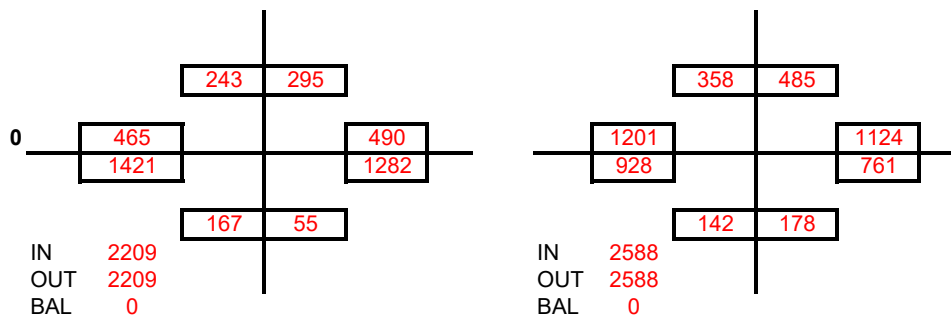 243 295
358 485
0
465
490
1201
1124
1421
1282
928
761
167 55
142 178
IN 2209
OUT 2209
BAL 0
IN 2588
OUT 2588
BAL 0